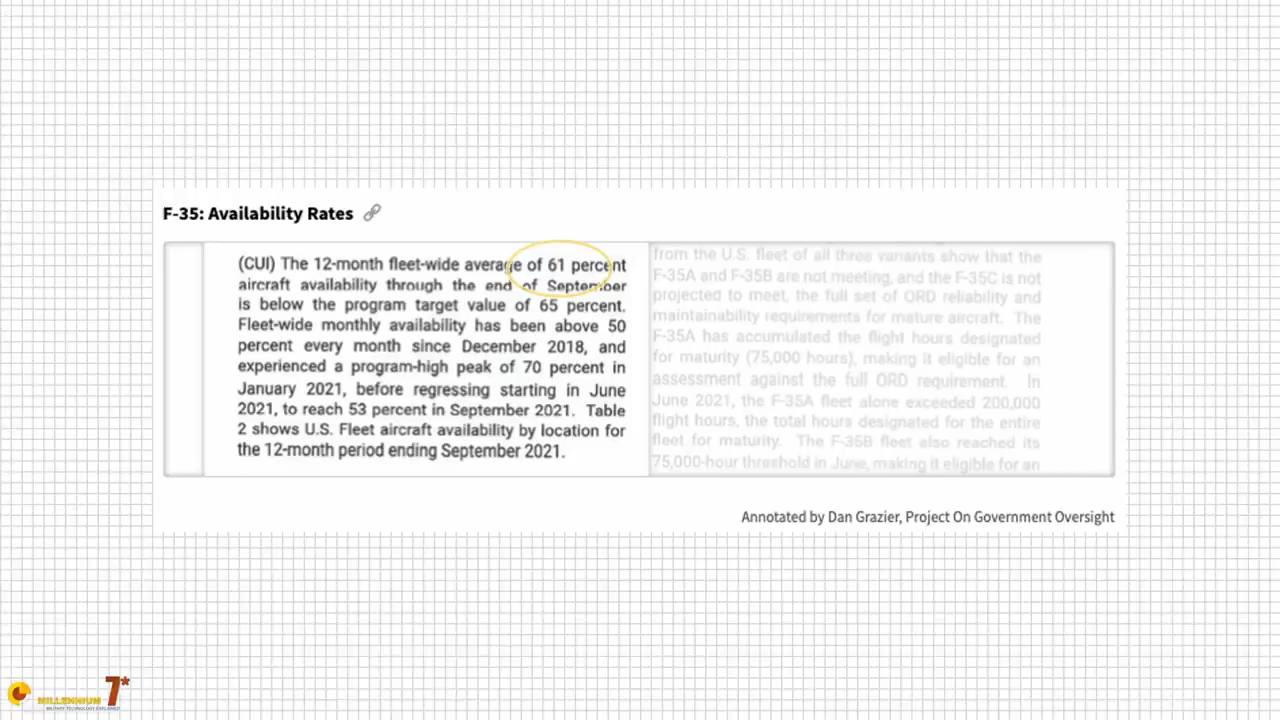 F-35: Availability Rates
(CUI) The 12-month fleet-wide average of 61 percent
aircraft availability through the end of September
is below the program target value of 65 percent.
Fleet-wide monthly availability has been above 50
percent every month since December 2018, and
experienced a program-high peak of 70 percent in
January 2021, before regressing starting in June
2021, to reach 53 percent in September 2021. Table
2 shows U.S. Fleet aircraft availability by location for
the 12-month period ending September 2021.
from the U.S. fleet of all three variants show that the
F-35A and F-35B are not meeting, and the F-35C is not
projected to meet, the full set of ORD reliability and
maintainability requirements for mature aircraft. The
F-35A has accumulated the flight hours designated
for maturity (75,000 hours), making it eligible for an
assessment against the full ORD requirement. In
June 2021, the F-35A fleet alone exceeded 200,000
flight hours, the total hours designated for the entire
fleet for maturity. The F-35B fleet also reached its
75,000-hour threshold in June, making it eligible for an
Annotated by Dan Grazier, Project On Government Oversight
MILLENNIUM 7*
MILITARY TECHNOLOGY EXPLAINED